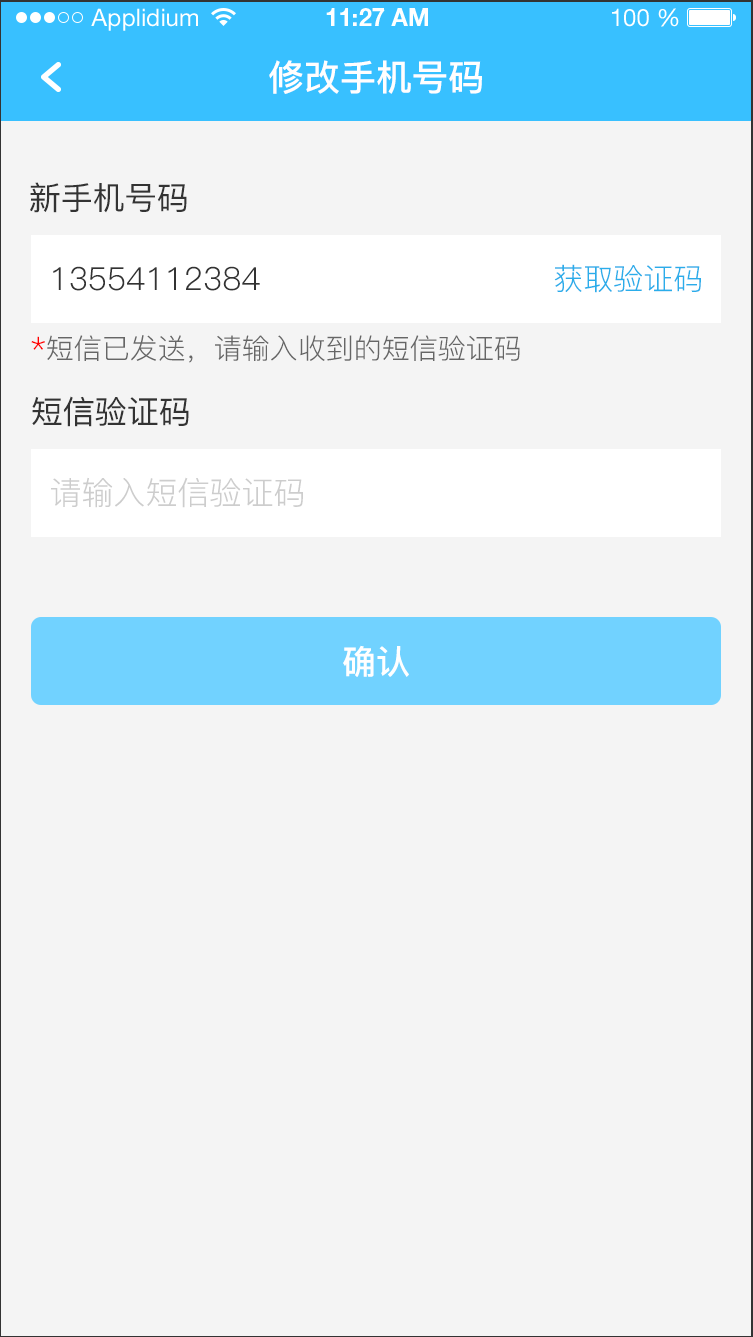 Applidium 11:27 AM 100 %
修改手机号码
新手机号码
13554112384 获取验证码
*短信已发送，请输入收到的短信验证码
短信验证码
请输入短信验证码
确认